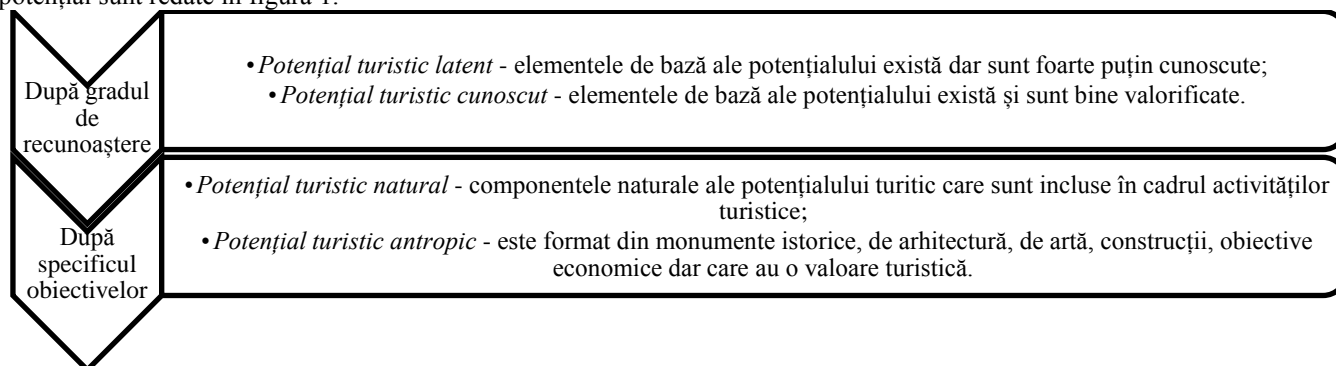 potențial sunt redate în figura 1.
După gradul
de
recunoaștere
•Potențial turistic latent - elementele de bază ale potențialului există dar sunt foarte puțin cunoscute;
•Potențial turistic cunoscut - elementele de bază ale potențialului există și sunt bine valorificate.
După
specificul
obiectivelor
•Potențial turistic natural - componentele naturale ale potențialului turitic care sunt incluse în cadrul activităților
turistice;
•Potențial turistic antropic - este format din monumente istorice, de arhitectură, de artă, construcții, obiective
economice dar care au o valoare turistică.